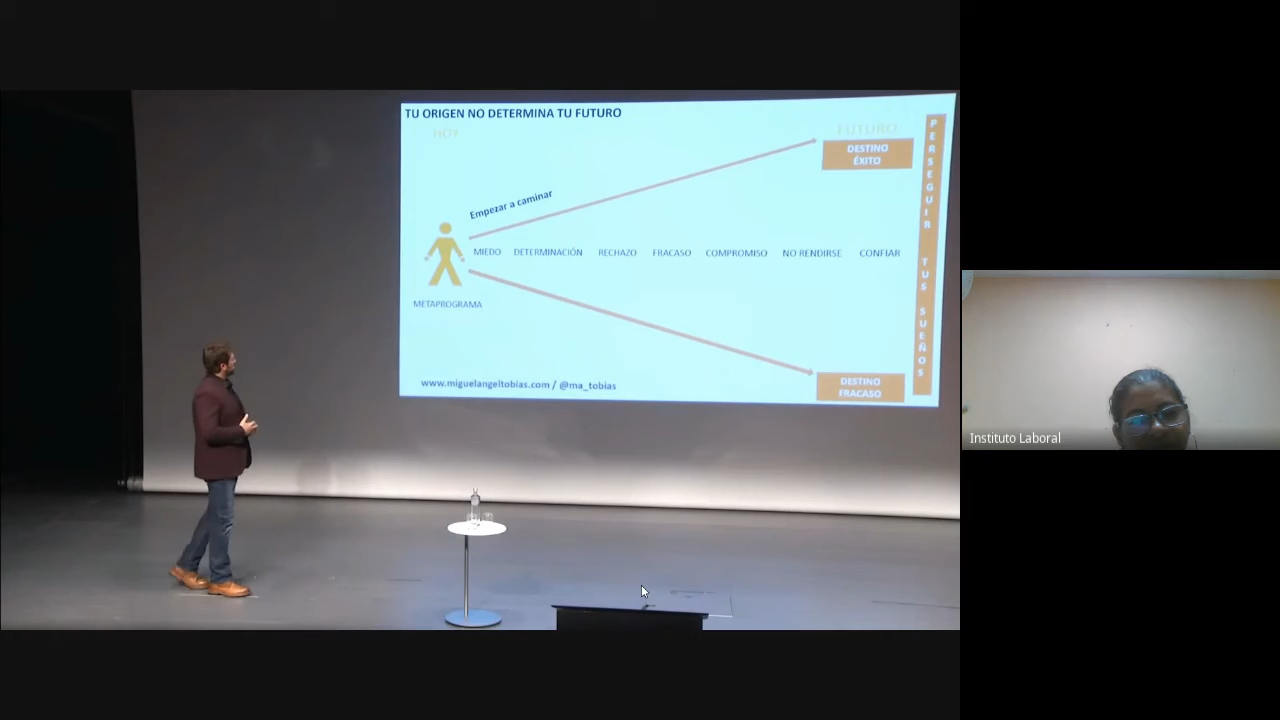 TU ORIGEN NO DETERMINA TU FUTURO
HOY
FUTURO
DESTINO
ÉXITO
Empezar a caminar
MIEDO DETERMINACIÓN RECHAZO FRACASO COMPROMISO NO RENDIRSE CONFIAR
METAPROGRAMA
DESTINO
FRACASO
www.miguelangeltobias.com / @ma_tobias
PERSEGUIR TUS SUEÑOS
Instituto Laboral